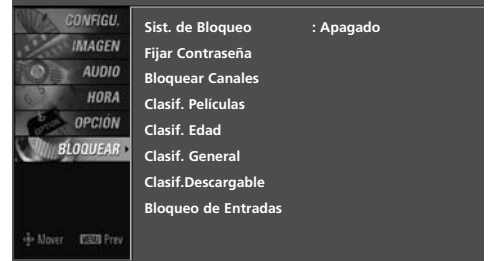 CONFIGU.
IMAGEN
AUDIO
HORA
OPCIÓN
BLOQUEAR
Mover MENU Prev
Sist. de Bloqueo : Apagado
Fijar Contraseña
Bloquear Canales
Clasif. Películas
Clasif. Edad
Clasif. General
Clasif.Descargable
Bloqueo de Entradas